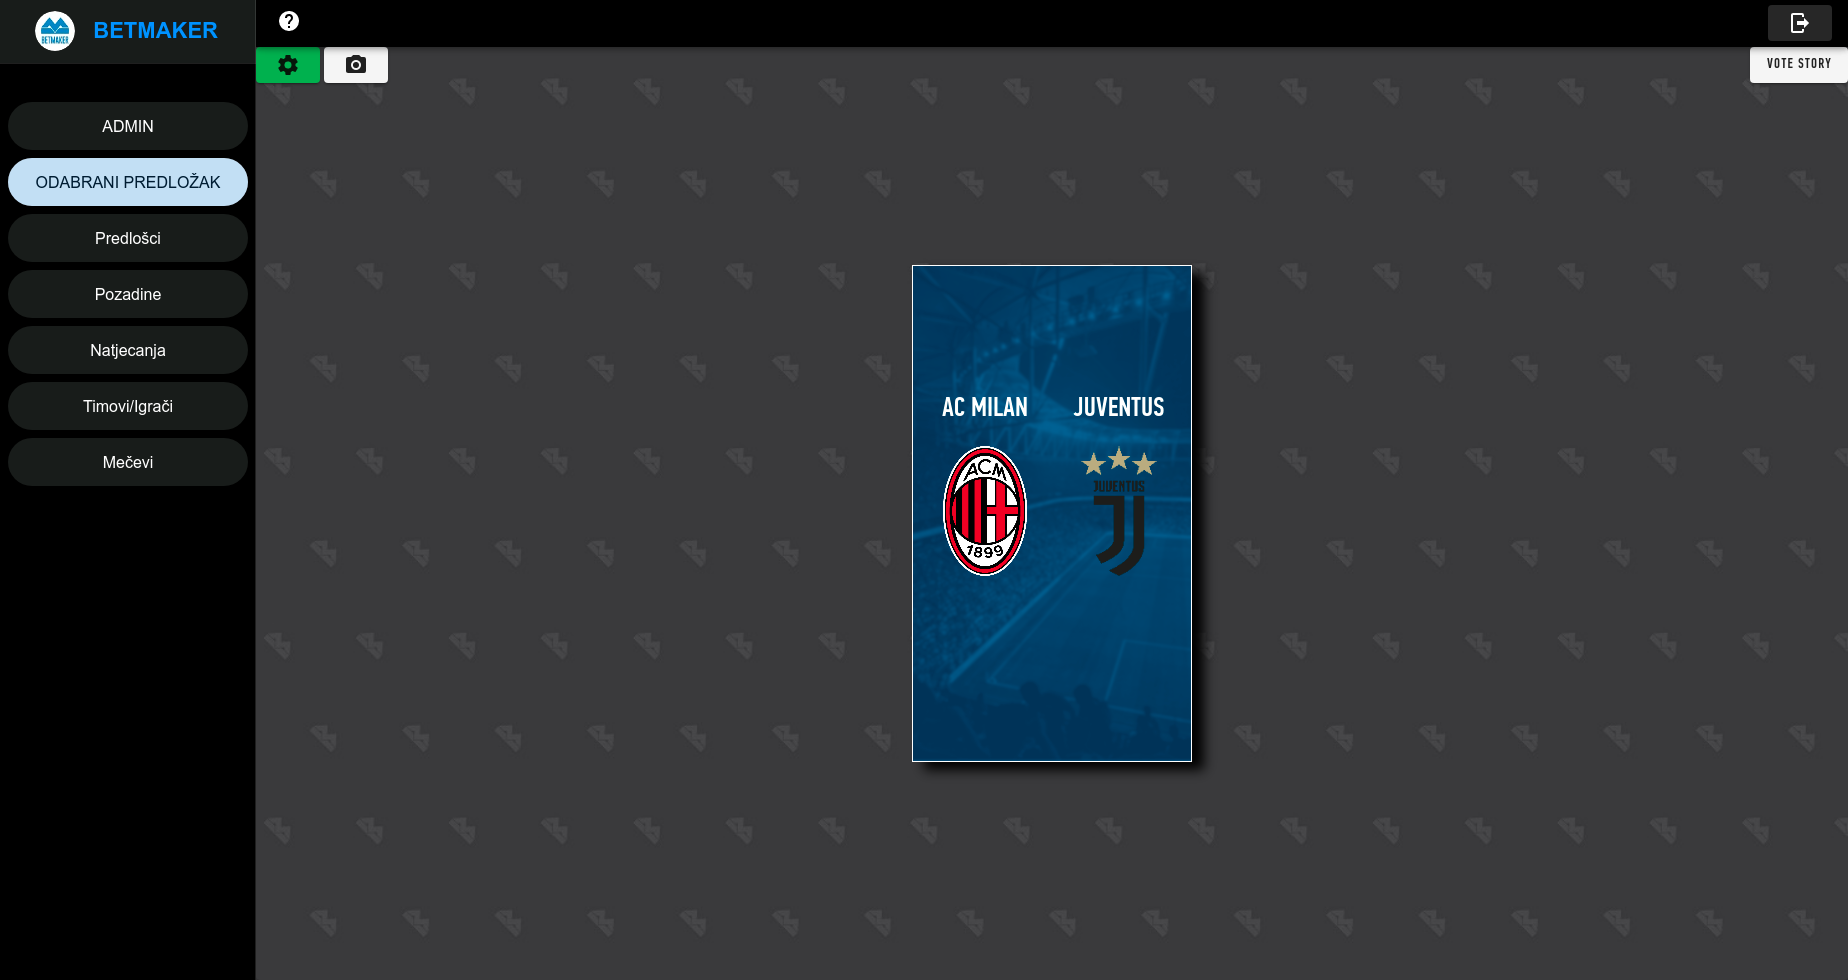 BETMAKER
BETMAKER
VOTE STORY
ADMIN
ODABRANI PREDLOŽAK
Predlošci
Pozadine
Natjecanja
Timovi/Igrači
Mečevi
AC MILAN
JUVENTUS
ACM
1899
JUVENTUS